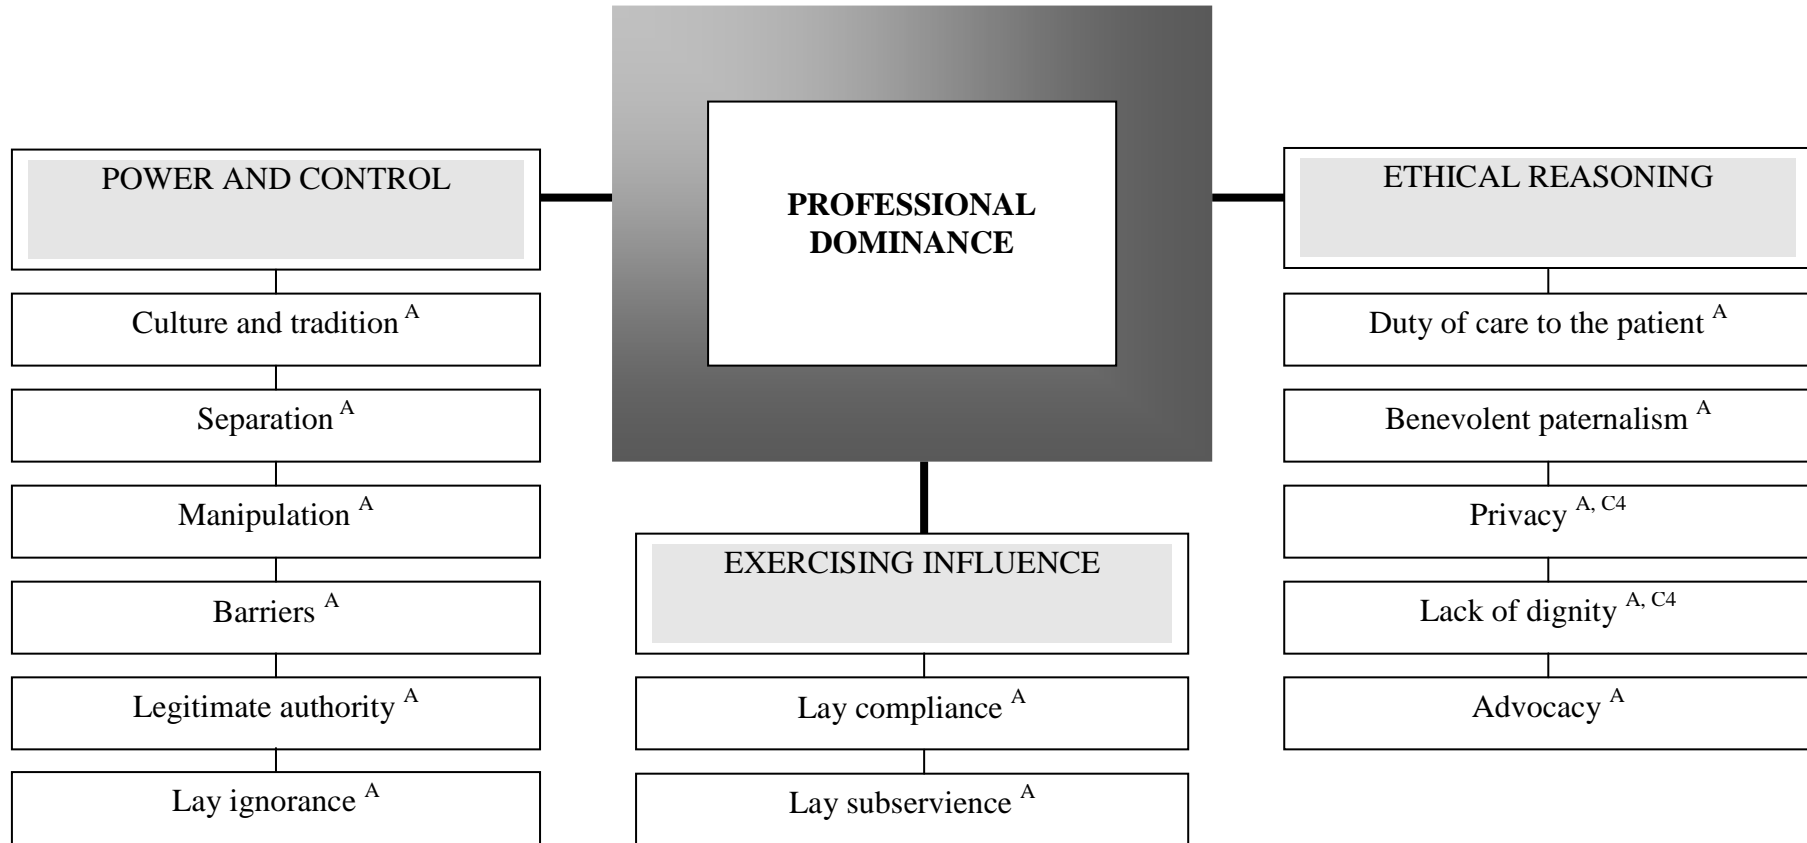 PROFESSIONAL
DOMINANCE
POWER AND CONTROL
Culture and tradition A
Separation A
Manipulation A
Barriers A
Legitimate authority A
Lay ignorance A
EXERCISING INFLUENCE
Lay compliance A
Lay subservience A
ETHICAL REASONING
Duty of care to the patient A
Benevolent paternalism A
Privacy A, C4
Lack of dignity A, C4
Advocacy A